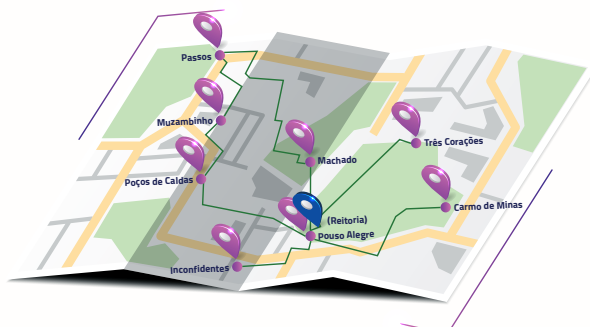 Passos
Muzambinho
Três Corações
Machado
Poços de Caldas
Carmo de Minas
(Reitoria)
Pouso Alegre
Inconfidentes